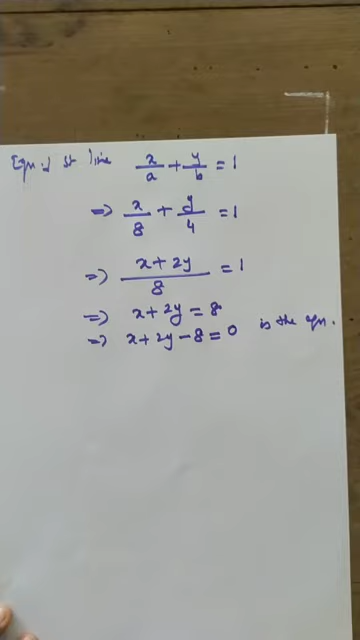 Eqn. of St line x/a + y/b = 1
=> x/8 + y/4 = 1
=> x + 2y / 8 = 1
=> x + 2y = 8
=> x + 2y - 8 = 0 is the eqn.